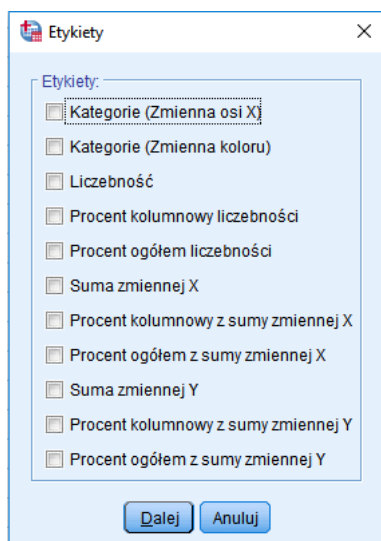 Etykiety
Etykiety:
Kategorie (Zmienna osi X)
Kategorie (Zmienna koloru)
Liczebność
Procent kolumnowy liczebności
Procent ogółem liczebności
Suma zmiennej X
Procent kolumnowy z sumy zmiennej X
Procent ogółem z sumy zmiennej X
Suma zmiennej Y
Procent kolumnowy z sumy zmiennej Y
Procent ogółem z sumy zmiennej Y
Dalej Anuluj